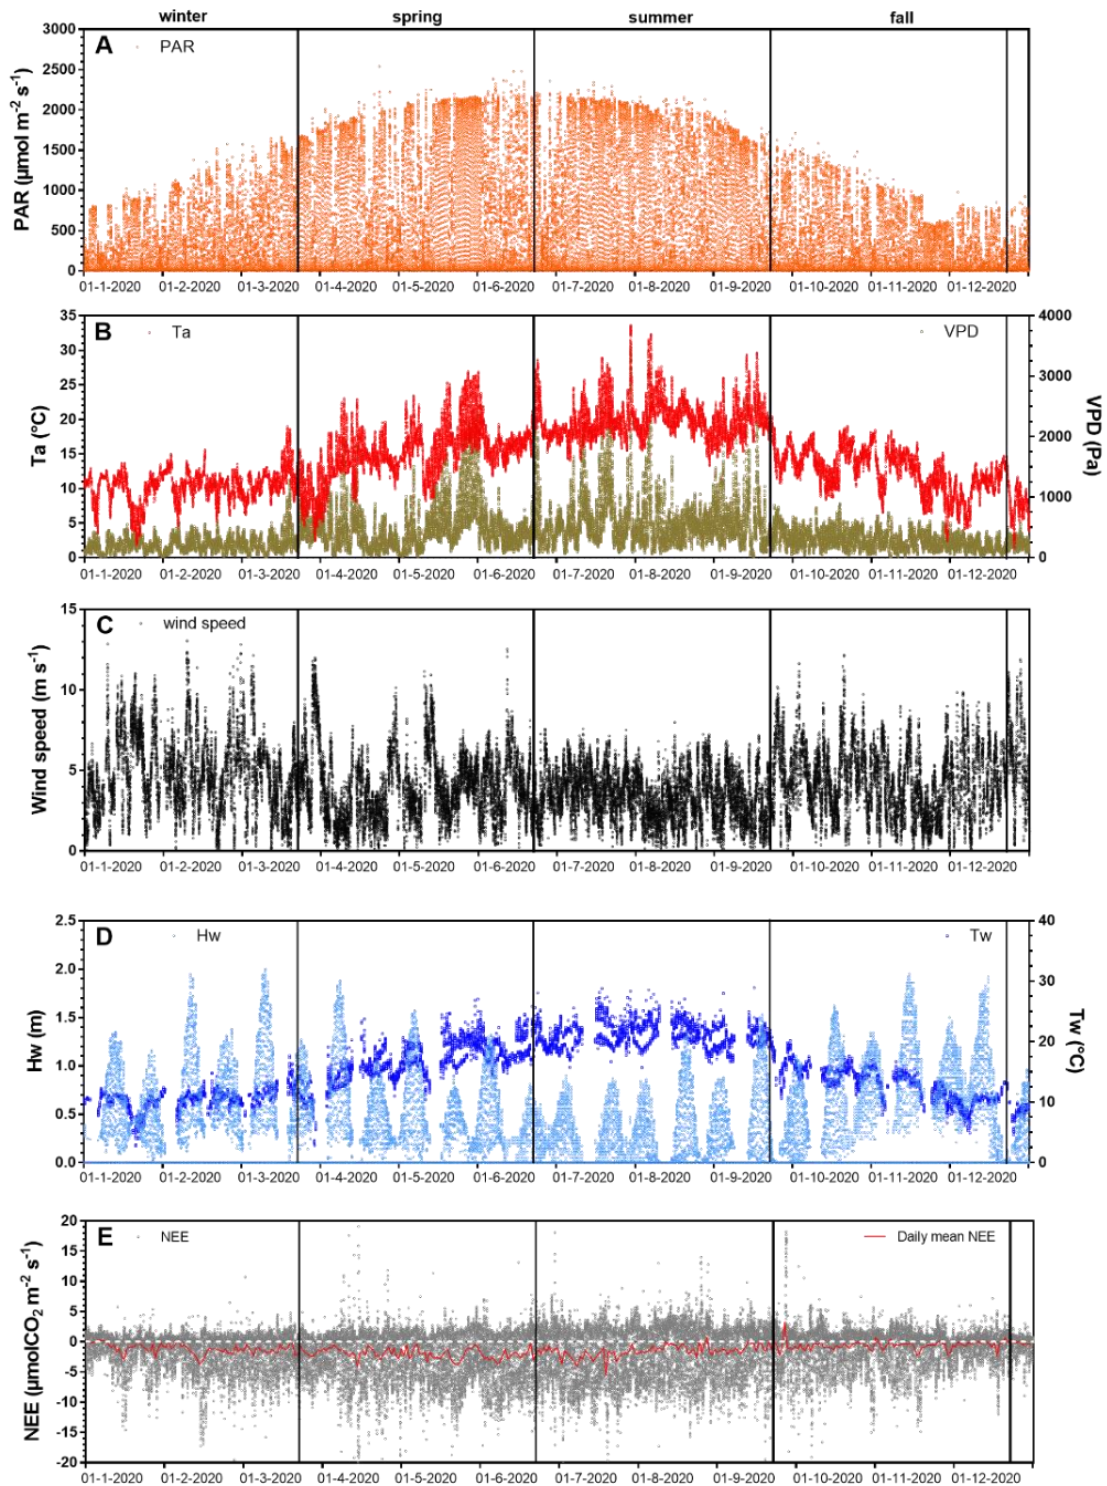 winter spring summer fall
A PAR
PAR (µmol m⁻² s⁻¹)
3000
2500
2000
1500
1000
500
0
01-1-2020 01-2-2020 01-3-2020 01-4-2020 01-5-2020 01-6-2020 01-7-2020 01-8-2020 01-9-2020 01-10-2020 01-11-2020 01-12-2020
B Ta VPD
Ta (°C)
35
30
25
20
15
10
5
0
VPD (Pa)
4000
3000
2000
1000
0
01-1-2020 01-2-2020 01-3-2020 01-4-2020 01-5-2020 01-6-2020 01-7-2020 01-8-2020 01-9-2020 01-10-2020 01-11-2020 01-12-2020
C wind speed
Wind speed (m s⁻¹)
15
10
5
0
01-1-2020 01-2-2020 01-3-2020 01-4-2020 01-5-2020 01-6-2020 01-7-2020 01-8-2020 01-9-2020 01-10-2020 01-11-2020 01-12-2020
D Hw Tw
Hw (m)
2.5
2.0
1.5
1.0
0.5
0.0
Tw (°C)
40
30
20
10
0
01-1-2020 01-2-2020 01-3-2020 01-4-2020 01-5-2020 01-6-2020 01-7-2020 01-8-2020 01-9-2020 01-10-2020 01-11-2020 01-12-2020
E NEE Daily mean NEE
NEE (µmolCO₂ m⁻² s⁻¹)
20
15
10
5
0
-5
-10
-15
-20
01-1-2020 01-2-2020 01-3-2020 01-4-2020 01-5-2020 01-6-2020 01-7-2020 01-8-2020 01-9-2020 01-10-2020 01-11-2020 01-12-2020